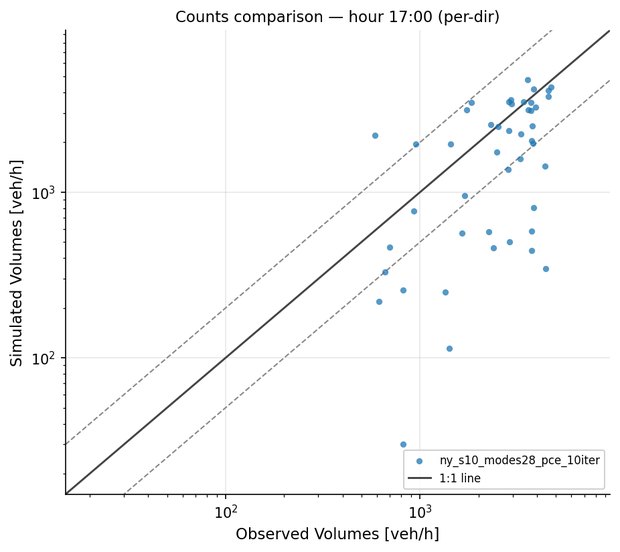 Counts comparison — hour 17:00 (per-dir)
Simulated Volumes [veh/h]
10³
10²
10²
10³
ny_s10_modes28_pce_10iter
1:1 line
Observed Volumes [veh/h]